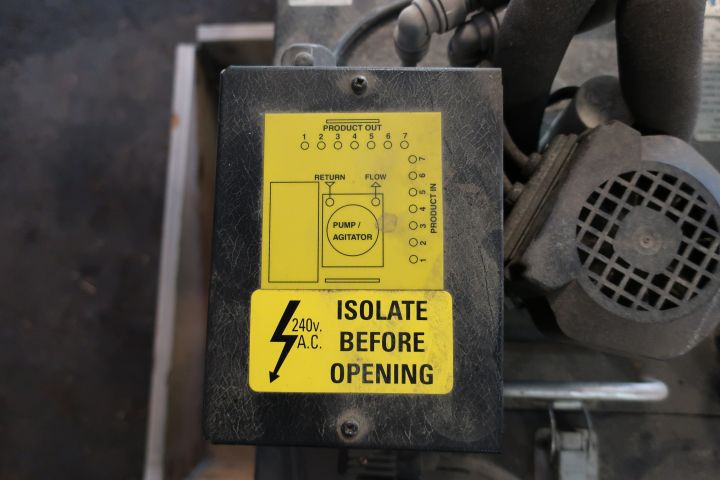 PRODUCT OUT
1 2 3 4 5 6 7
RETURN FLOW
PUMP /
AGITATOR
7
6
5
4
3
2
1
PRODUCT IN
240v.
A.C.
ISOLATE
BEFORE
OPENING